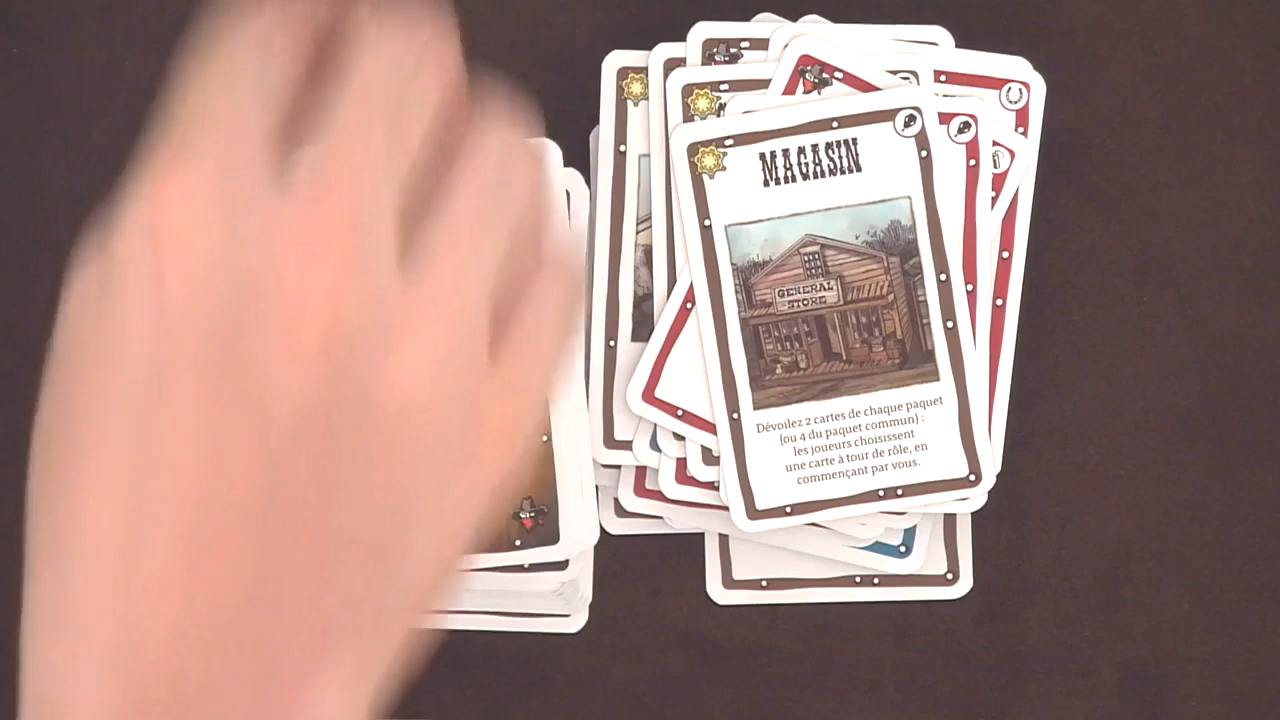 MAGASIN
GENERAL
STORE
Dévoilez 2 cartes de chaque paquet
(ou 4 du paquet commun) :
les joueurs choisissent
une carte à tour de rôle, en
commençant par vous.